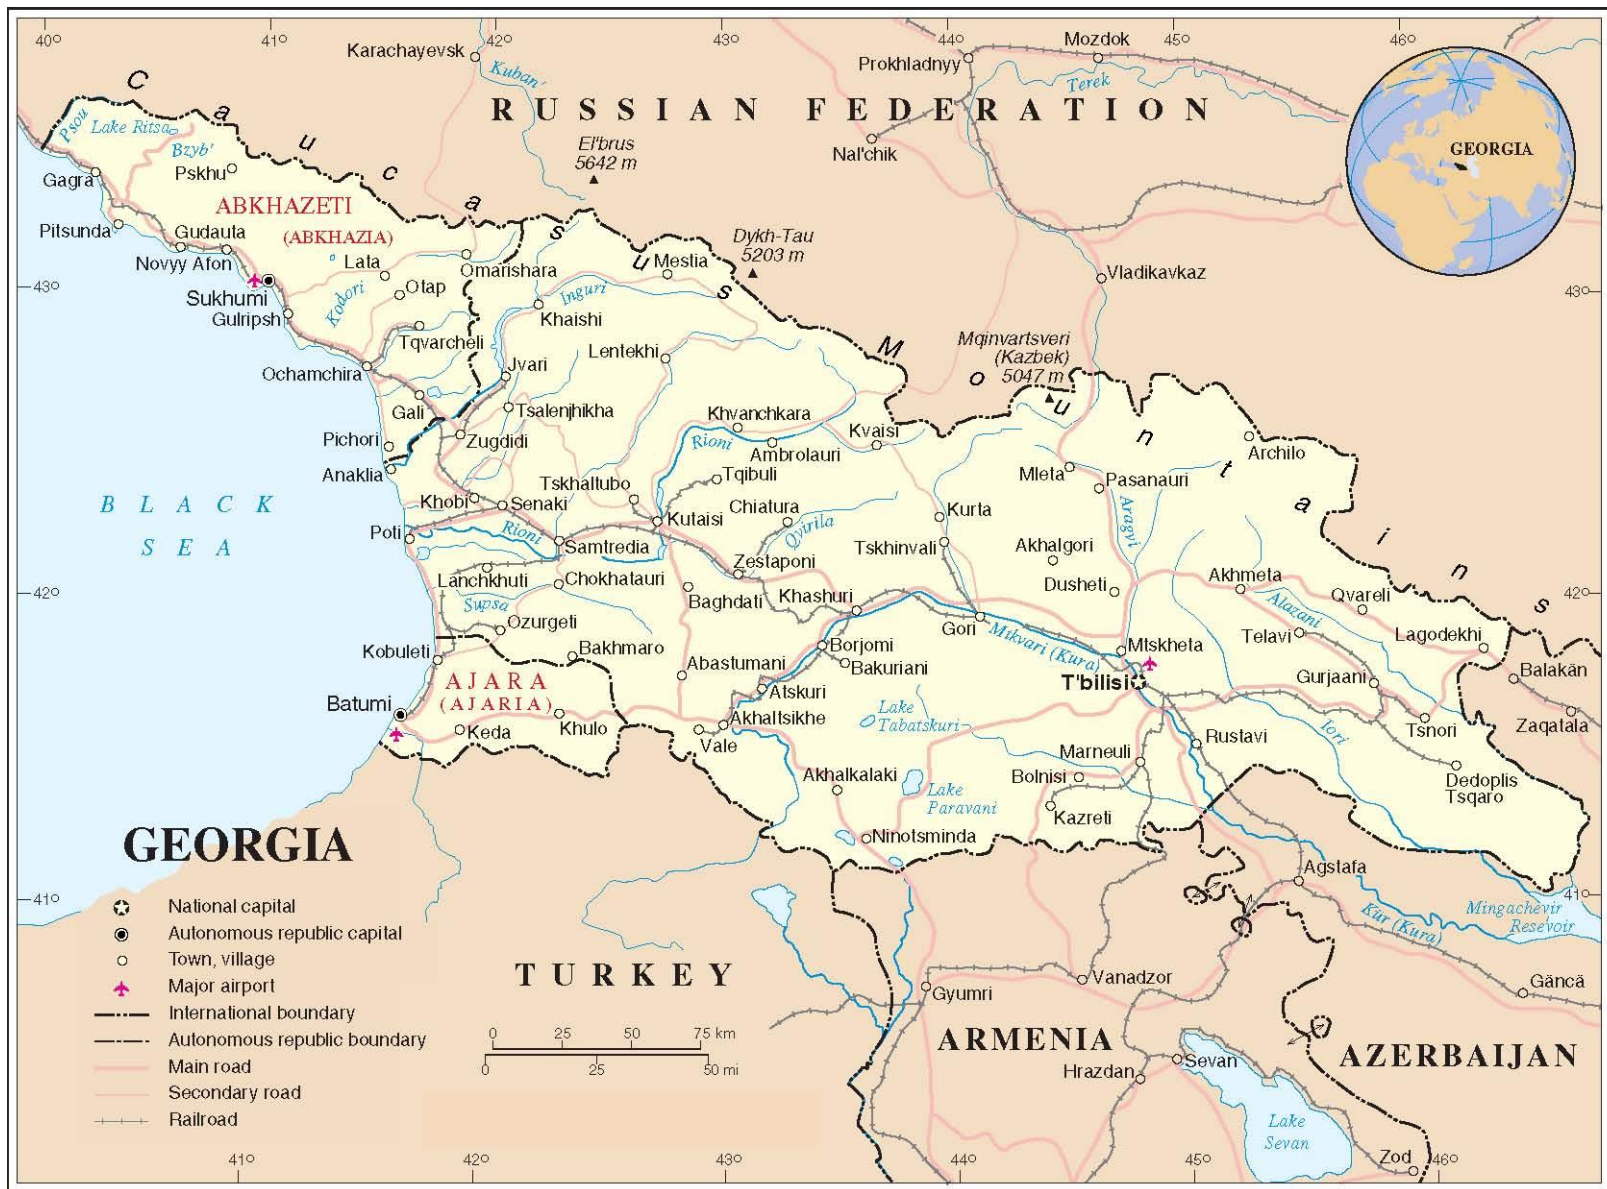 40°
41°
42°
43°
44°
45°
46°
Karachayevsk
Kuban'
Prokhladnyy
Mozdok
Terek
C a u c a s u s M o u n t a i n s
RUSSIAN FEDERATION
Nal'chik
El'brus
5642 m
Psou
Lake Ritsa
Bzyb'
Pskhu
Gagra
GEORGIA
ABKHAZETI
(ABKHAZIA)
Pitsunda
Gudauta
Novyy Afon
Lata
Omarishara
Dykh-Tau
5203 m
Mestia
Vladikavkaz
43°
43°
Sukhumi
Otap
Kodori
Inguri
Gulripsh
Khaishi
Tqvarcheli
Lentekhi
Mqinvartsveri
(Kazbek)
5047 m
Ochamchira
Jvari
Gali
Tsalenjhikha
Khvanchkara
Kvaisi
Pichori
Zugdidi
Rioni
Ambrolauri
Archilo
Anaklia
Tqibuli
Mleta
Pasanauri
BLACK
SEA
Tskhaltubo
Khobi
Senaki
Kutaisi
Chiatura
Qvirila
Kurta
Aragvi
Poti
Rioni
Samtredia
Tskhinvali
Akhalgori
Zestaponi
Lanchkhuti
Chokhatauri
Dusheti
Akhmeta
42°
42°
Supsa
Baghdati
Khashuri
Qvareli
Alazani
Ozurgeti
Gori
Mtkvari (Kura)
Telavi
Lagodekhi
Kobuleti
Bakhmaro
Borjomi
Bakuriani
Mtskheta
Abastumani
T'bilisi
Gurjaani
Balakän
AJARA
(AJARIA)
Atskuri
Batumi
Lake
Tabatskuri
Akhaltsikhe
Keda
Khulo
Vale
Iori
Tsnori
Zaqatala
Rustavi
Marneuli
Akhalkalaki
Bolnisi
Dedoplis
Tsqaro
Lake
Paravani
Kazreti
Ninotsminda
GEORGIA
Agstafa
41°
41°
National capital
Autonomous republic capital
Town, village
Major airport
International boundary
Autonomous republic boundary
Main road
Secondary road
Railroad
Kür (Kura)
Mingachevir
Resevoir
TURKEY
Vanadzor
Gyumri
Gäncä
0 25 50 75 km
0 25 50 mi
ARMENIA
AZERBAIJAN
Hrazdan
Sevan
Lake
Sevan
Zod
41°
42°
43°
44°
45°
46°